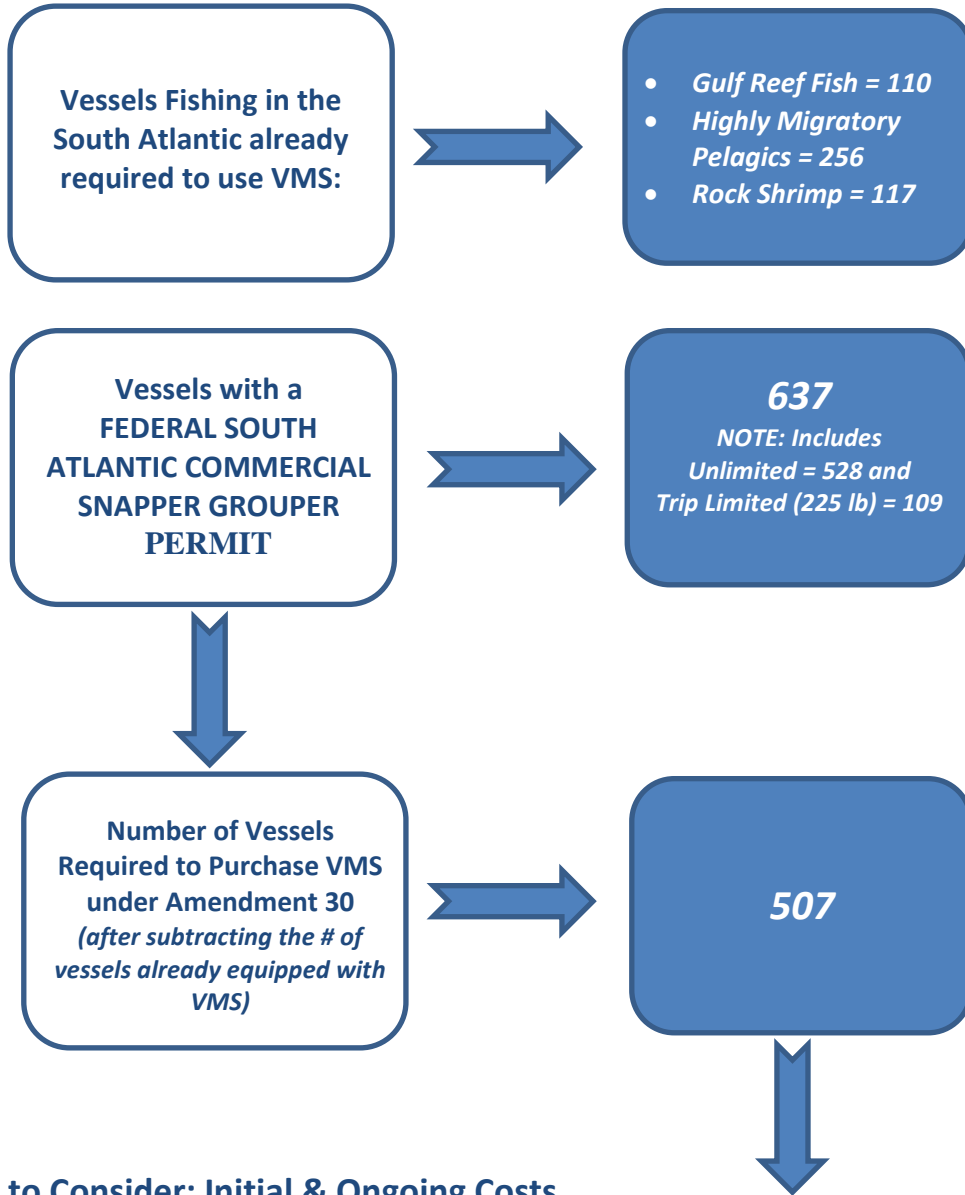 Vessels Fishing in the
South Atlantic already
required to use VMS:
• Gulf Reef Fish = 110
• Highly Migratory
Pelagics = 256
• Rock Shrimp = 117
Vessels with a
FEDERAL SOUTH
ATLANTIC COMMERCIAL
SNAPPER GROUPER
PERMIT
637
NOTE: Includes
Unlimited = 528 and
Trip Limited (225 lb) = 109
Number of Vessels
Required to Purchase VMS
under Amendment 30
(after subtracting the # of
vessels already equipped with
VMS)
507
to Consider: Initial & Ongoing Costs